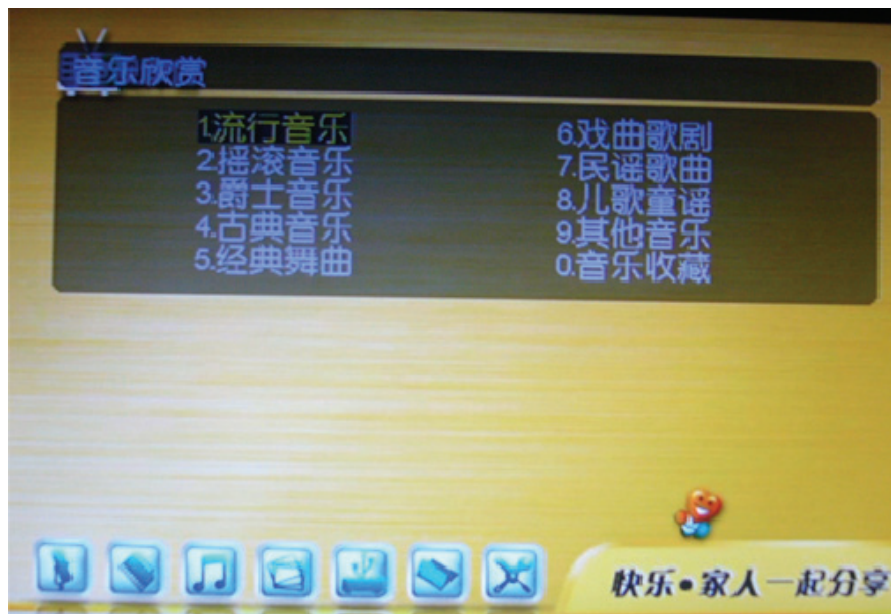 音乐欣赏
1.流行音乐
2.摇滚音乐
3.爵士音乐
4.古典音乐
5.经典舞曲
6.戏曲歌剧
7.民谣歌曲
8.儿歌童谣
9.其他音乐
0.音乐收藏
快乐•家人一起分享